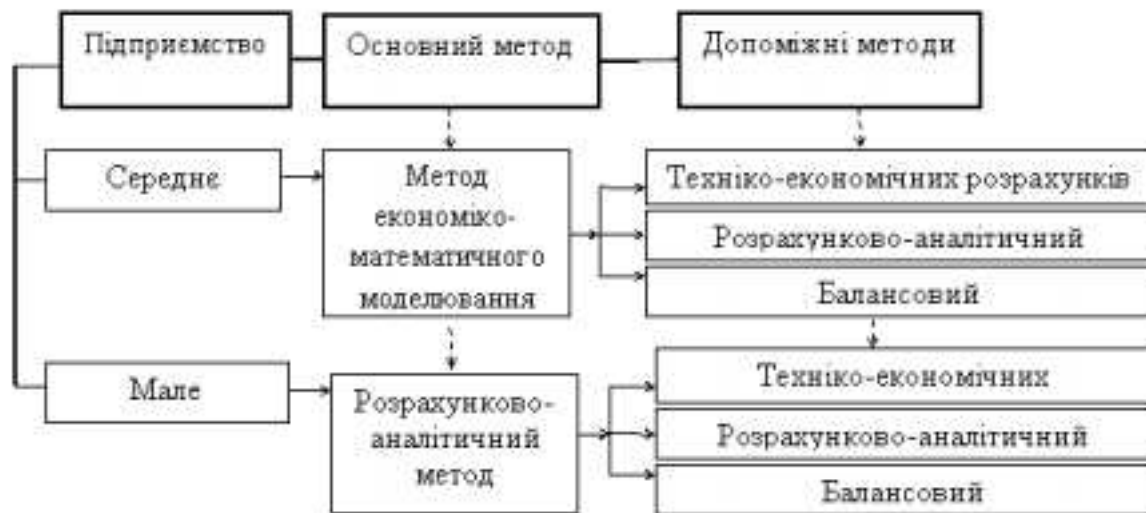 Підприємство
Основний метод
Допоміжні методи
Середнє
Метод
економіко-
математичного
моделювання
Техніко-економічних розрахунків
Розрахунково-аналітичний
Балансовий
Мале
Розрахунково-
аналітичний
метод
Техніко-економічних
Розрахунково-аналітичний
Балансовий